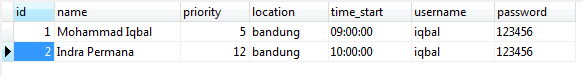 id name priority location time_start username password
1 Mohammad Iqbal 5 bandung 09:00:00 iqbal 123456
2 Indra Permana 12 bandung 10:00:00 iqbal 123456